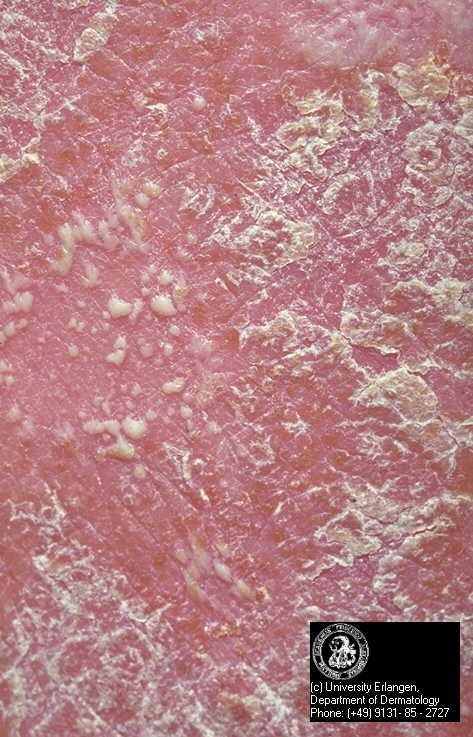 (c) University Erlangen,
Department of Dermatology
Phone: (+49) 9131- 85 - 2727